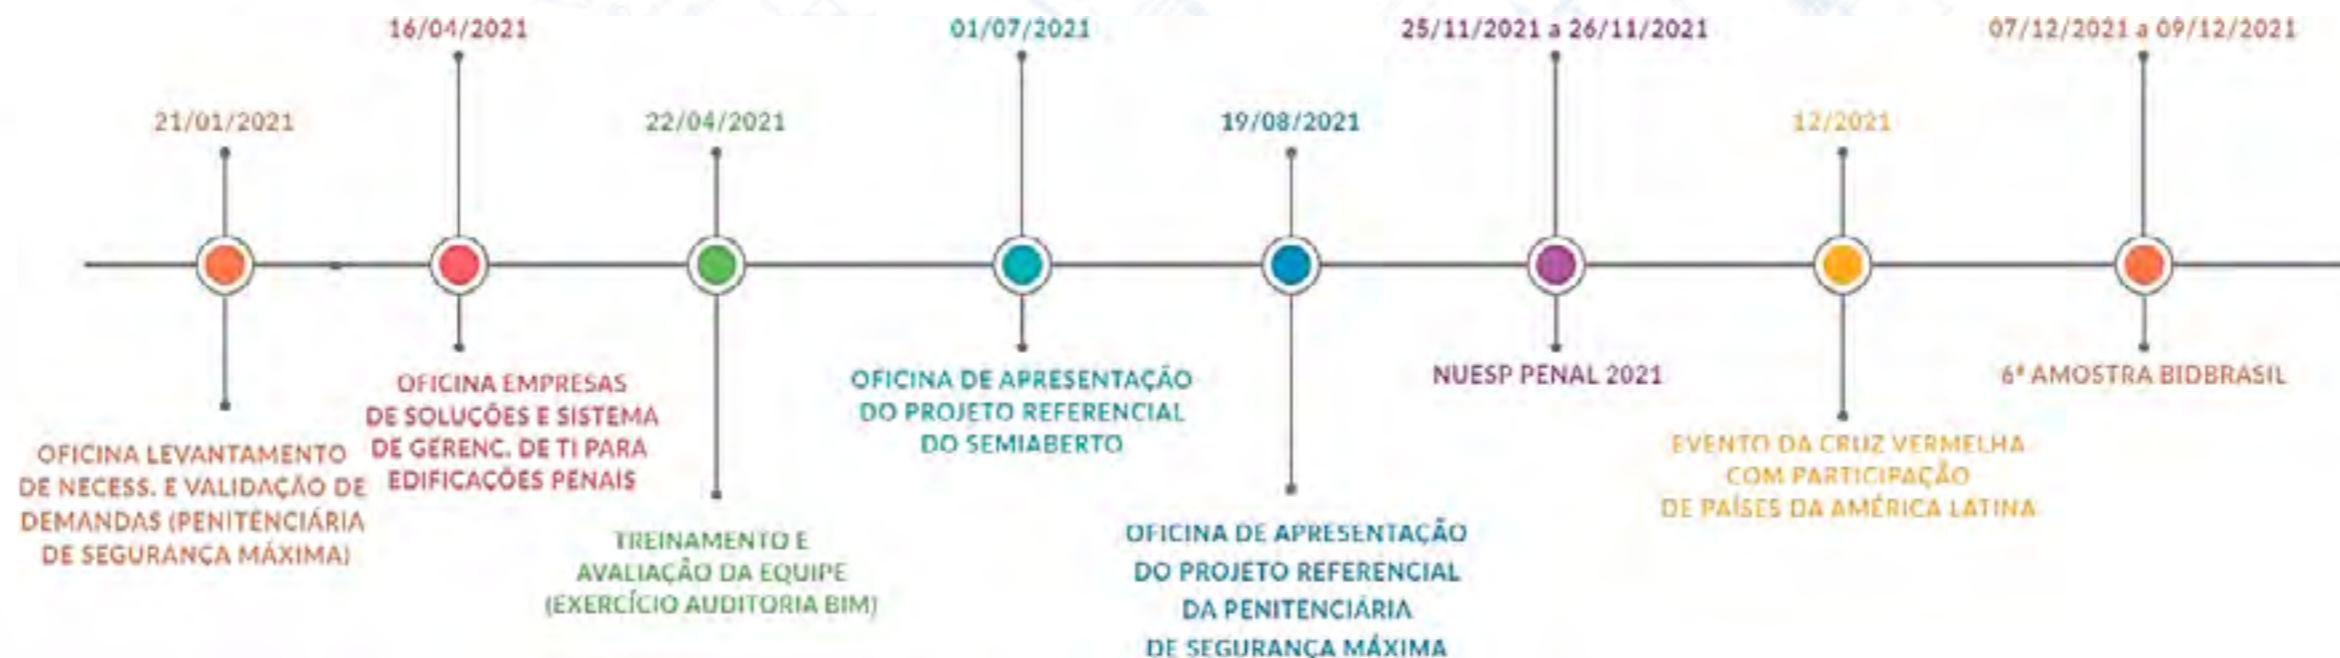 21/01/2021
OFICINA LEVANTAMENTO
DE NECESS. E VALIDAÇÃO DE
DEMANDAS (PENITENCIÁRIA
DE SEGURANÇA MÁXIMA)
16/04/2021
OFICINA EMPRESAS
DE SOLUÇÕES E SISTEMA
DE GERENC. DE TI PARA
EDIFICAÇÕES PENAIS
22/04/2021
TREINAMENTO E
AVALIAÇÃO DA EQUIPE
(EXERCÍCIO AUDITORIA BIM)
01/07/2021
OFICINA DE APRESENTAÇÃO
DO PROJETO REFERENCIAL
DO SEMIABERTO
19/08/2021
OFICINA DE APRESENTAÇÃO
DO PROJETO REFERENCIAL
DA PENITENCIÁRIA
DE SEGURANÇA MÁXIMA
25/11/2021 a 26/11/2021
NUESP PENAL 2021
12/2021
EVENTO DA CRUZ VERMELHA
COM PARTICIPAÇÃO
DE PAÍSES DA AMÉRICA LATINA
07/12/2021 a 09/12/2021
6ª AMOSTRA BIDBRASIL